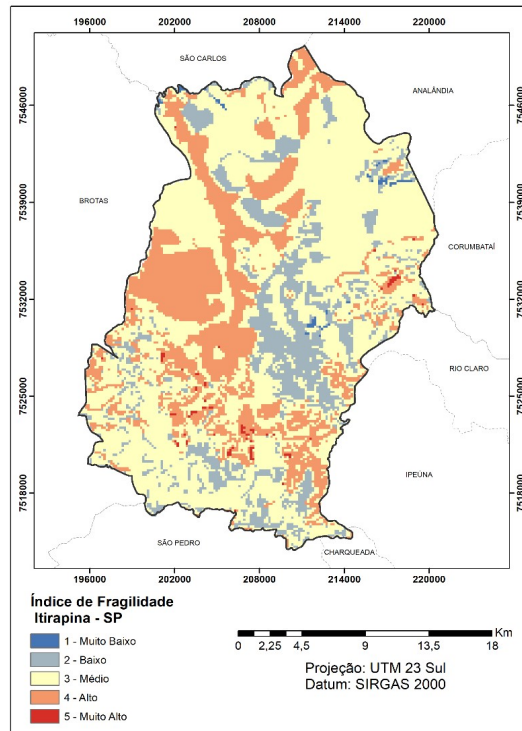 196000 202000 208000 214000 220000
SÃO CARLOS
ANALÂNDIA
7546000 7546000
BROTAS
7539000 7539000
CORUMBATAÍ
7532000 7532000
RIO CLARO
7525000 7525000
IPEÚNA
7518000 7518000
SÃO PEDRO
CHARQUEADA
196000 202000 208000 214000 220000
Índice de Fragilidade
Itirapina - SP
1 - Muito Baixo
2 - Baixo
3 - Médio
4 - Alto
5 - Muito Alto
Km
0 2,25 4,5 9 13,5 18
Projeção: UTM 23 Sul
Datum: SIRGAS 2000